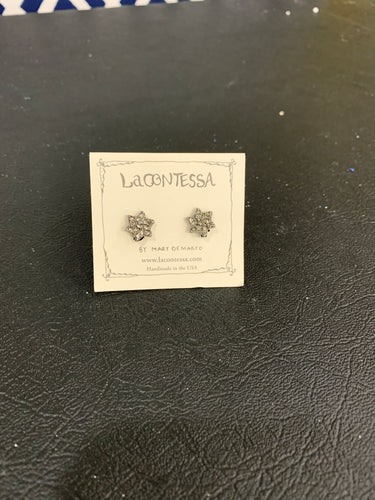 LaCONTESSA
BY MARY DEMARCO
www.lacontessa.com
Handmade in the USA